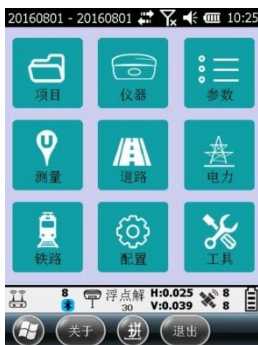 20160801 - 20160801 10:25
项目 仪器 参数
测量 道路 电力
铁路 配置 工具
8 浮点解 H:0.025 8
30 V:0.039 8
关于 拼 退出